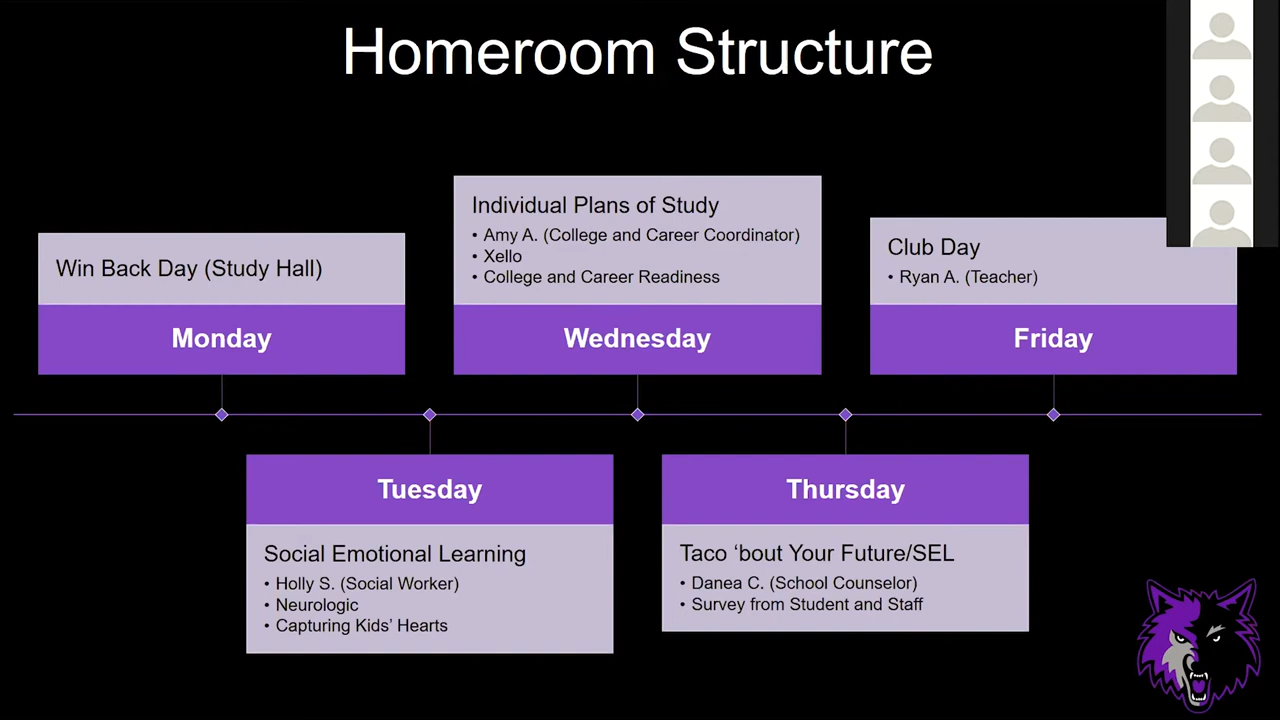 Homeroom Structure
Win Back Day (Study Hall)
Monday
Individual Plans of Study
• Amy A. (College and Career Coordinator)
• Xello
• College and Career Readiness
Wednesday
Club Day
• Ryan A. (Teacher)
Friday
Tuesday
Social Emotional Learning
• Holly S. (Social Worker)
• Neurologic
• Capturing Kids’ Hearts
Thursday
Taco ‘bout Your Future/SEL
• Danea C. (School Counselor)
• Survey from Student and Staff